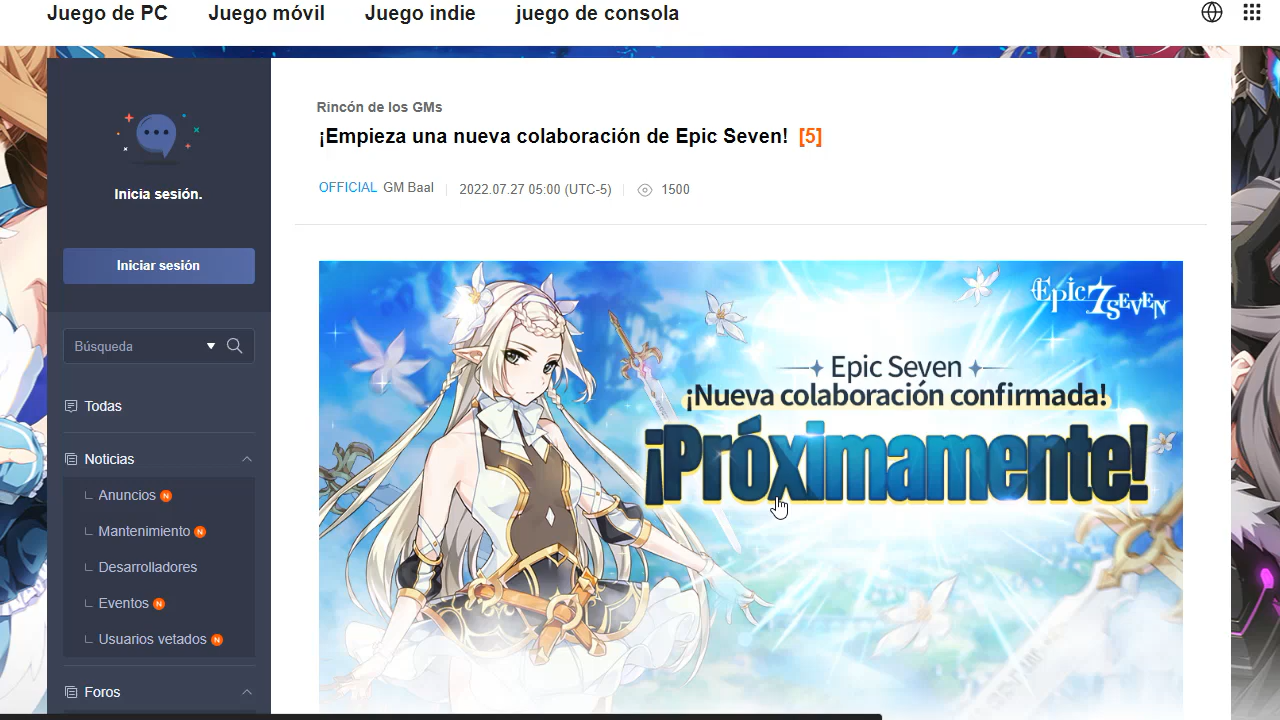 Juego de PC
Juego móvil
Juego indie
juego de consola
Inicia sesión.
Iniciar sesión
Búsqueda
Todas
Noticias
Anuncios N
Mantenimiento N
Desarrolladores
Eventos N
Usuarios vetados N
Foros
Rincón de los GMs
¡Empieza una nueva colaboración de Epic Seven! [5]
OFFICIAL GM Baal 2022.07.27 05:00 (UTC-5) 1500
Epic 7 SEVEN
Epic Seven
¡Nueva colaboración confirmada!
¡Próximamente!